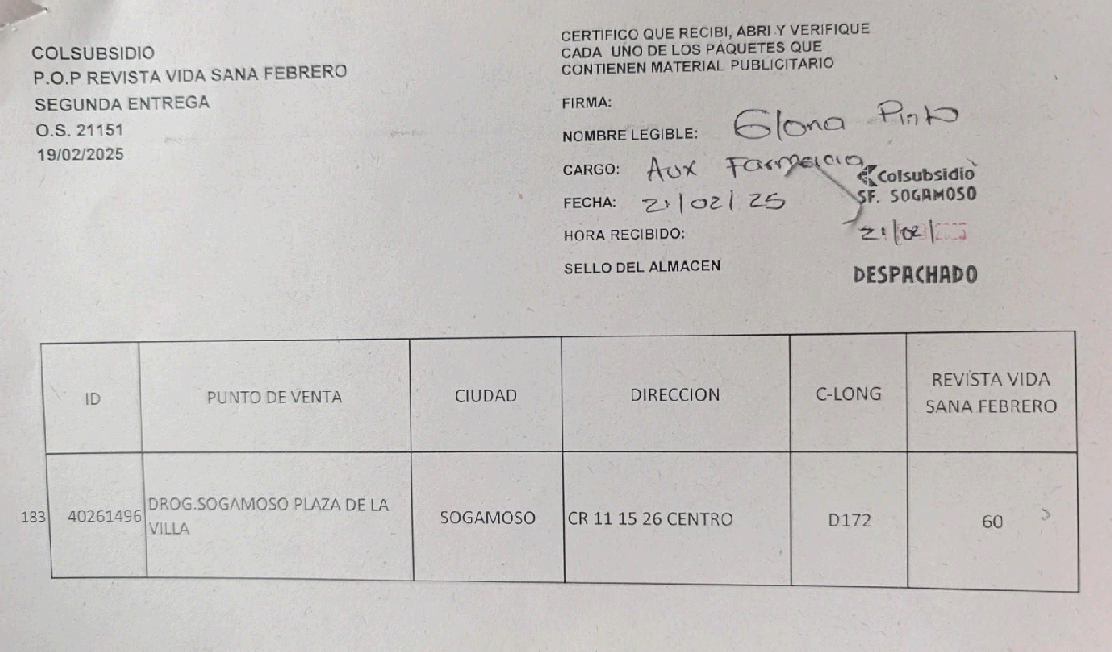 COLSUBSIDIO
P.O.P REVISTA VIDA SANA FEBRERO
SEGUNDA ENTREGA
O.S. 21151
19/02/2025
CERTIFICO QUE RECIBI, ABRI Y VERIFIQUE
CADA UNO DE LOS PAQUETES QUE
CONTIENEN MATERIAL PUBLICITARIO
FIRMA:
NOMBRE LEGIBLE: Gloria Pinto
CARGO: Aux Farmacia
FECHA: 21/02/25
HORA RECIBIDO:
SELLO DEL ALMACEN
Colsubsidio
SF. SOGAMOSO
21/02/
DESPACHADO
ID PUNTO DE VENTA CIUDAD DIRECCION C-LONG REVISTA VIDA
SANA FEBRERO
183 40261496 DROG.SOGAMOSO PLAZA DE LA
VILLA SOGAMOSO CR 11 15 26 CENTRO D172 60